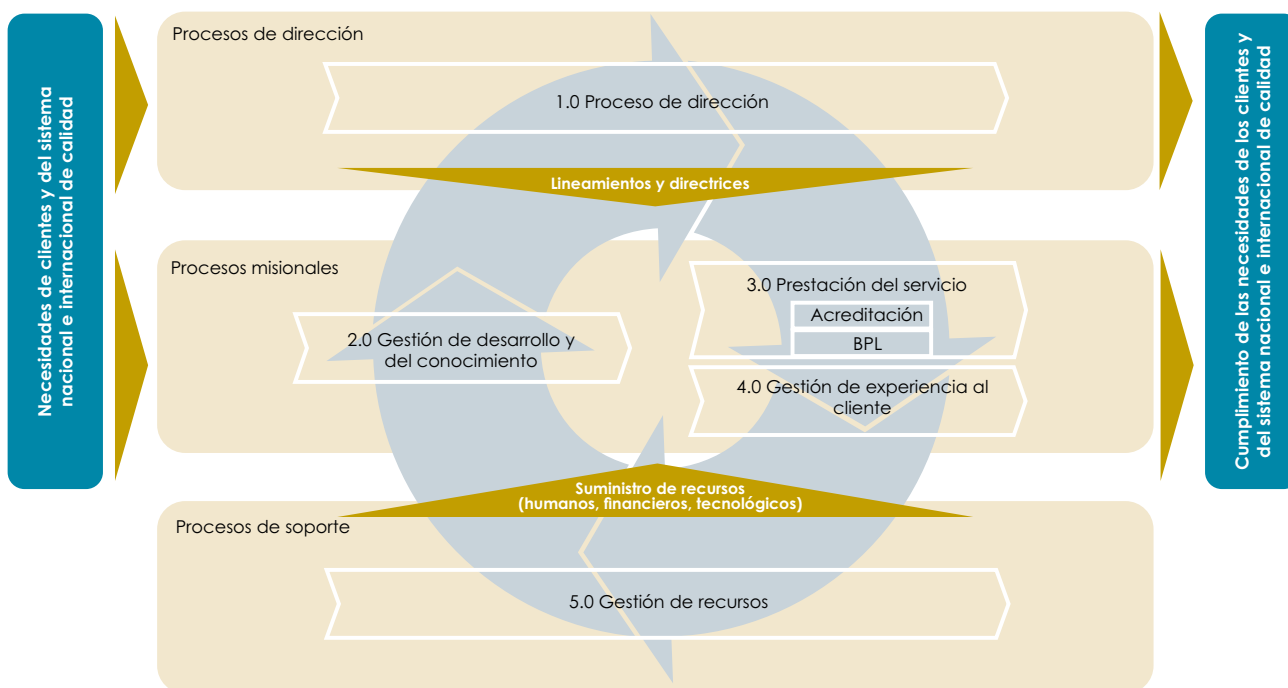 Necesidades de clientes y del sistema
nacional e internacional de calidad
Procesos de dirección
1.0 Proceso de dirección
Lineamientos y directrices
Procesos misionales
2.0 Gestión de desarrollo y
del conocimiento
3.0 Prestación del servicio
Acreditación
BPL
4.0 Gestión de experiencia al
cliente
Suministro de recursos
(humanos, financieros, tecnológicos)
Procesos de soporte
5.0 Gestión de recursos
Cumplimiento de las necesidades de los clientes y
del sistema nacional e internacional de calidad